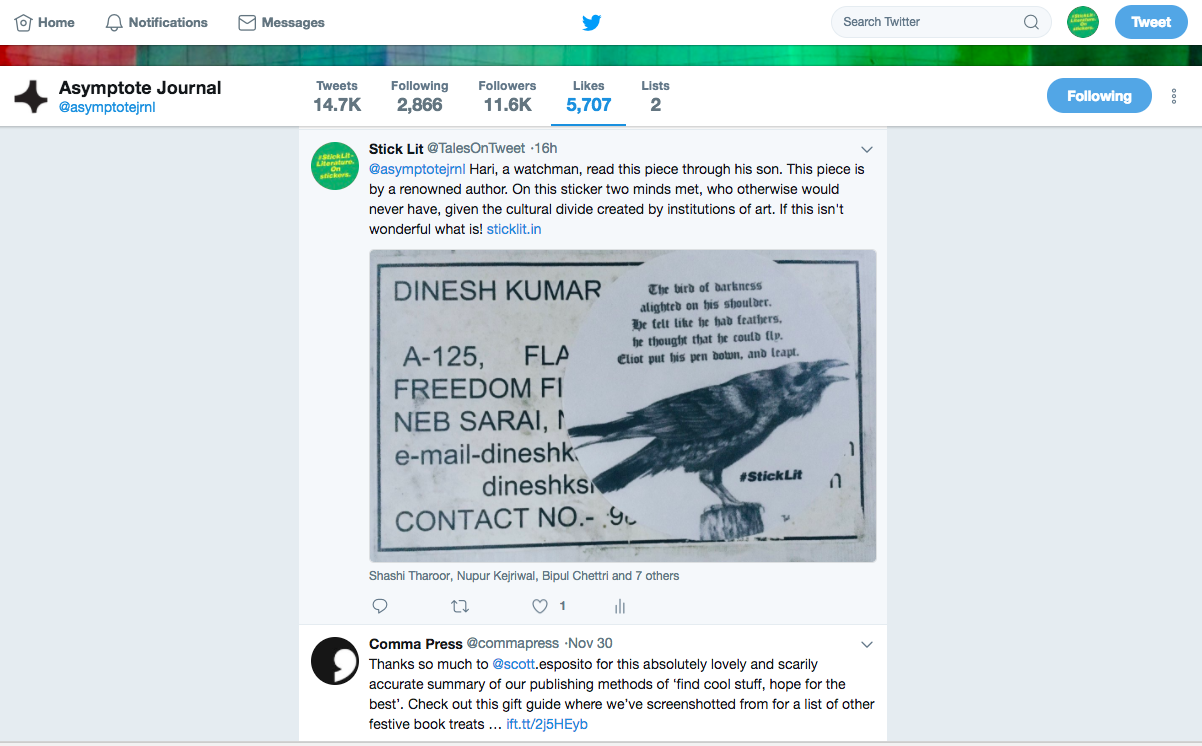 Home
Notifications
Messages
Search Twitter
#StickLit-
Literature.
On
stickers.
Tweet
Asymptote Journal
@asymptotejrnl
Tweets
14.7K
Following
2,866
Followers
11.6K
Likes
5,707
Lists
2
Following
#StickLit-
Literature.
On
stickers.
Stick Lit @TalesOnTweet ·16h
@asymptotejrnl Hari, a watchman, read this piece through his son. This piece is
by a renowned author. On this sticker two minds met, who otherwise would
never have, given the cultural divide created by institutions of art. If this isn't
wonderful what is! sticklit.in
DINESH KUMAR
A-125, FLA
FREEDOM FI
NEB SARAI,
e-mail-dineshk
dineshksi
CONTACT NO.- .9
The bird of darkness
alighted on his shoulder.
He felt like he had feathers,
he thought that he could fly.
Eliot put his pen down, and leapt.
#StickLit
Shashi Tharoor, Nupur Kejriwal, Bipul Chettri and 7 others
1
Comma Press @commapress ·Nov 30
Thanks so much to @scott.esposito for this absolutely lovely and scarily
accurate summary of our publishing methods of ‘find cool stuff, hope for the
best’. Check out this gift guide where we’ve screenshotted from for a list of other
festive book treats … ift.tt/2j5HEyb